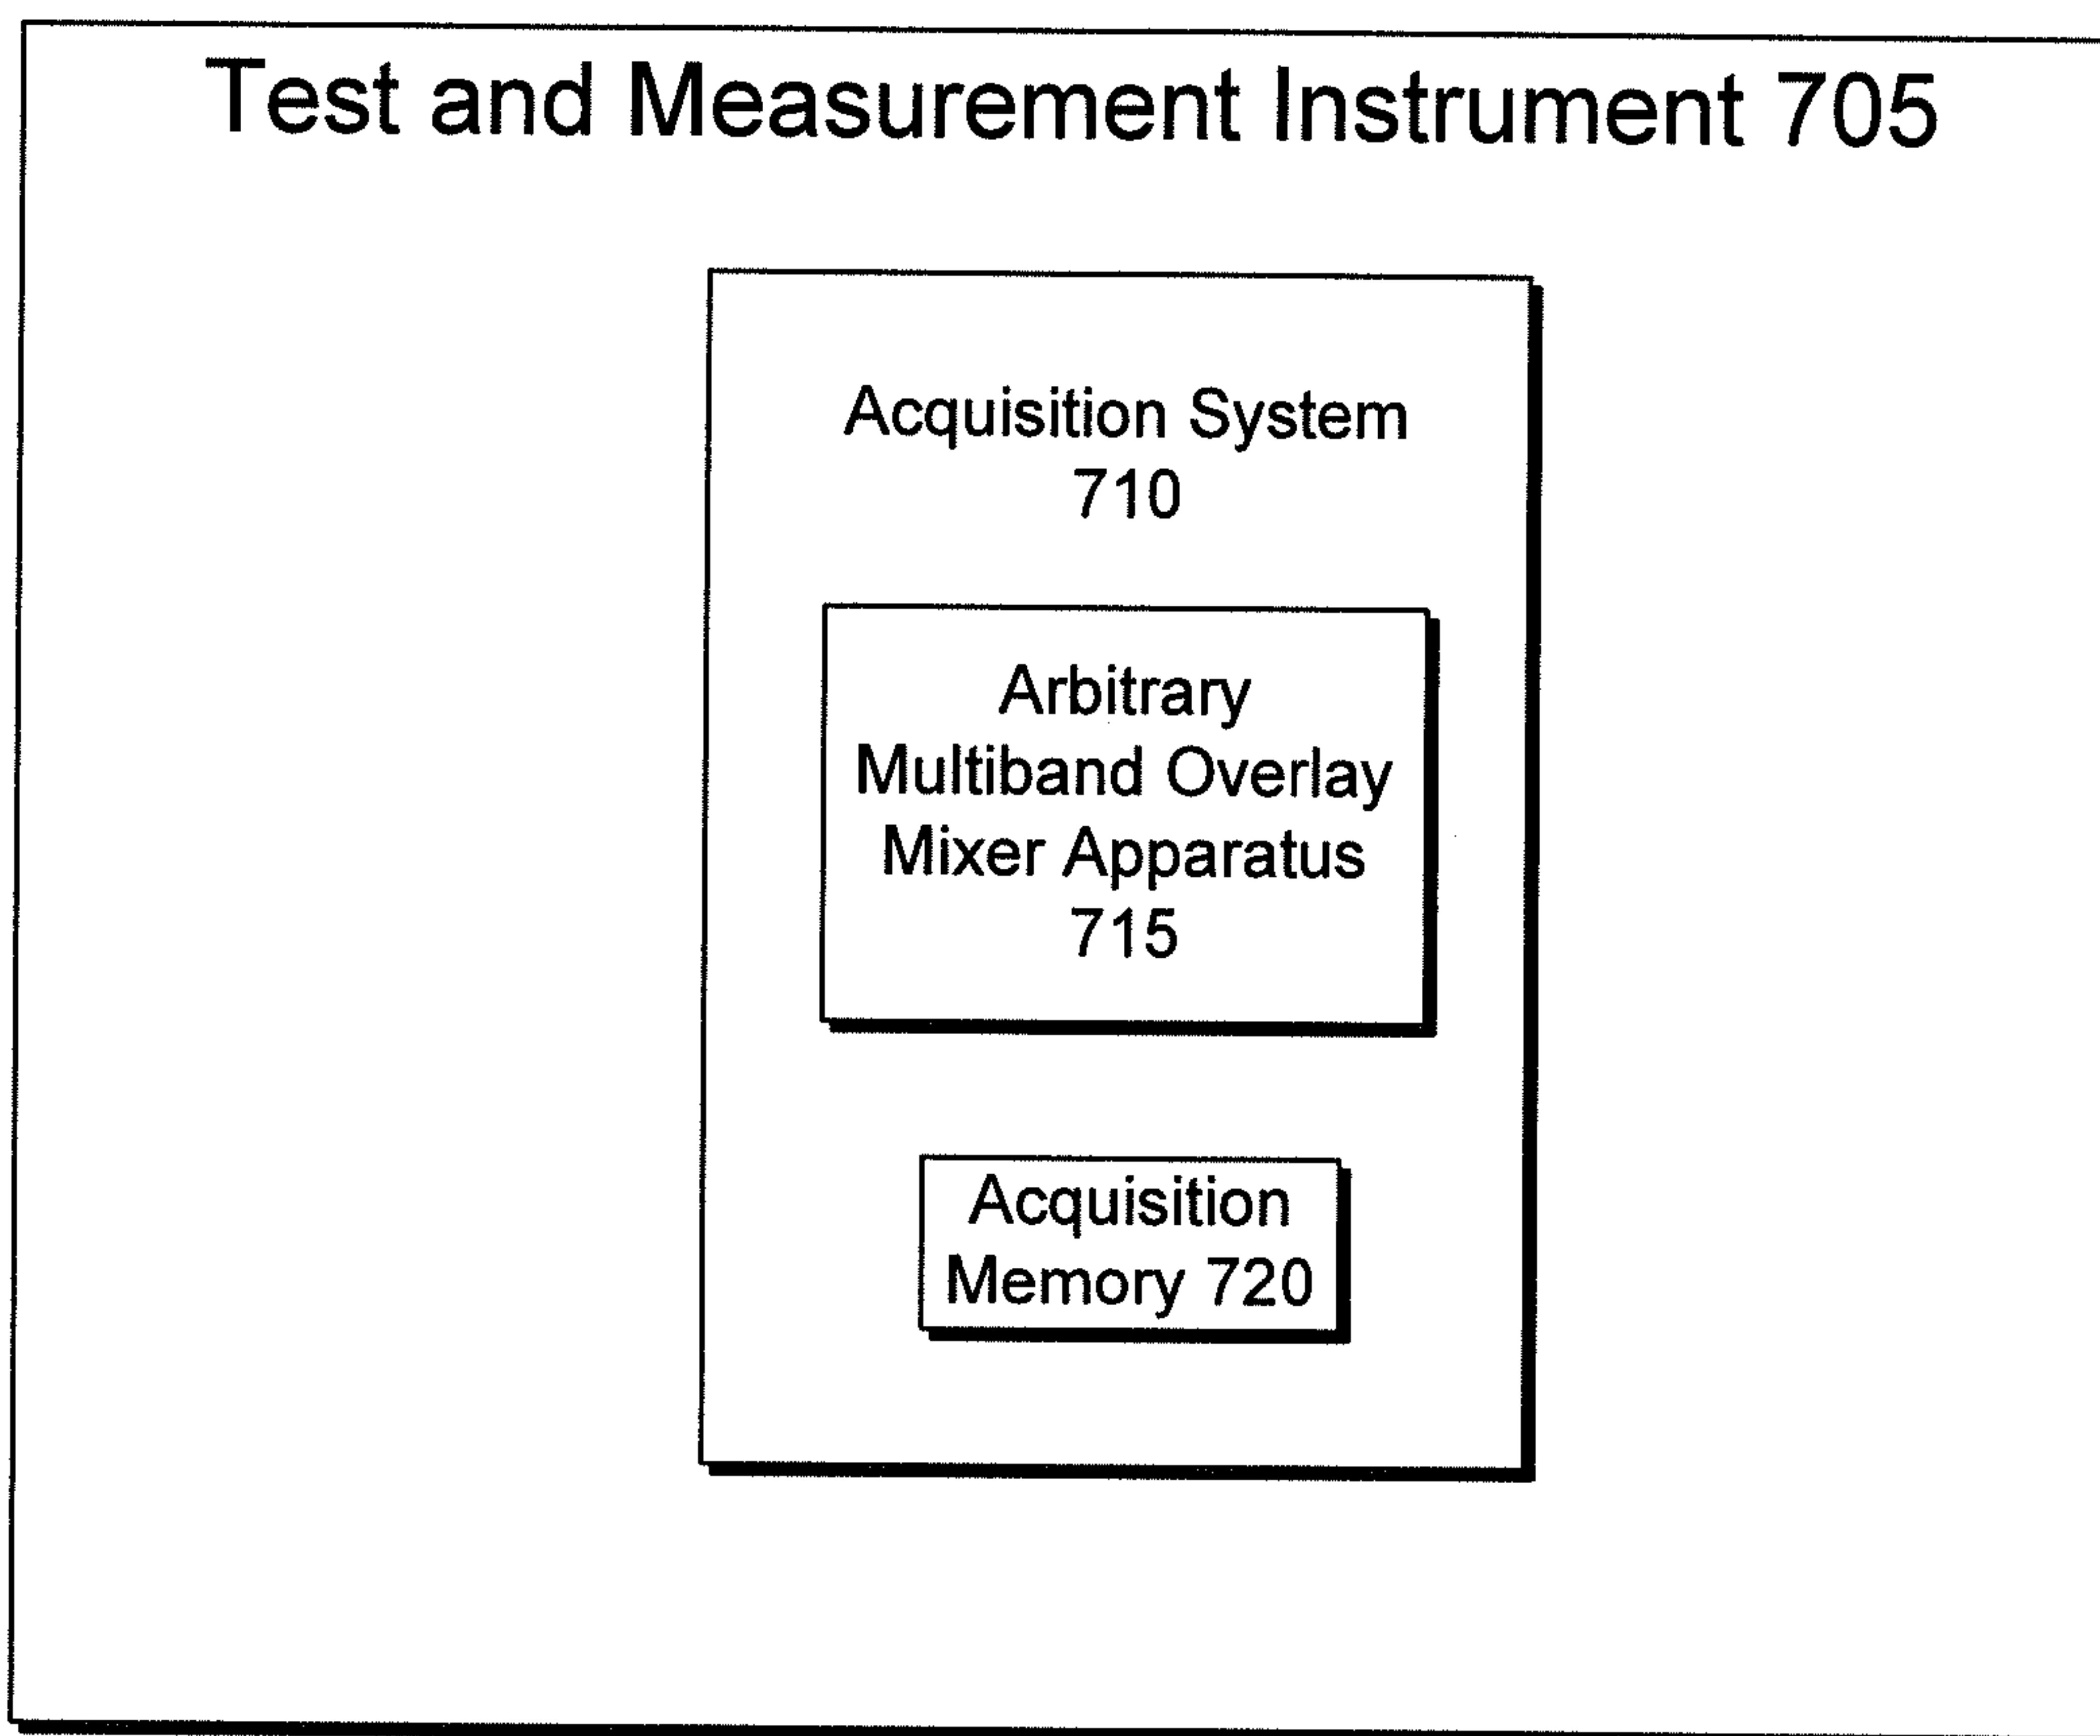 Test and Measurement Instrument 705
Acquisition System
710
Arbitrary
Multiband Overlay
Mixer Apparatus
715
Acquisition
Memory 720